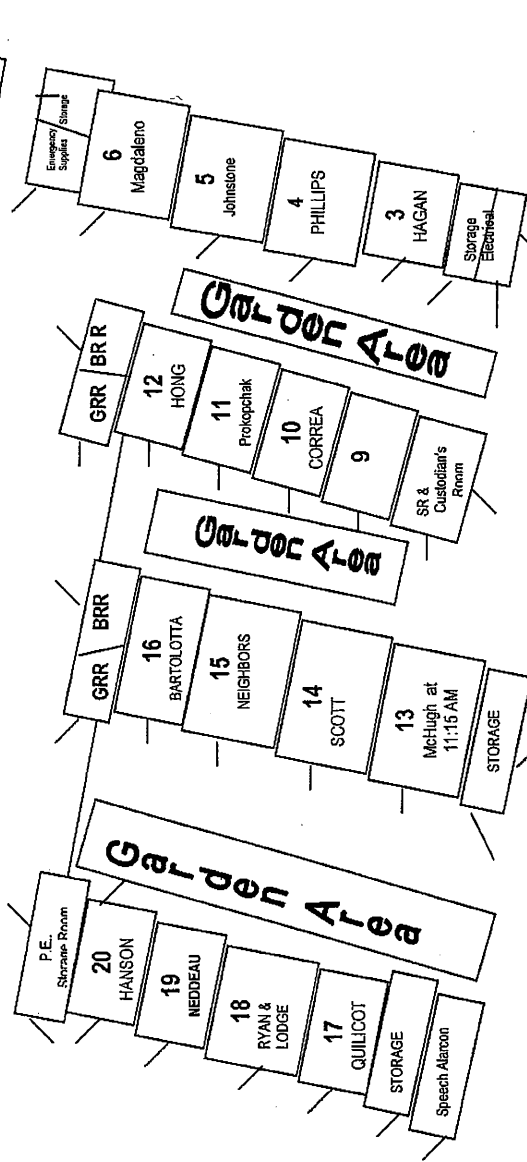 Emergency
Supplies
Storage
6
Magdaleno
5
Johnstone
4
PHILLIPS
3
HAGAN
Storage
Electrical
Garden Area
GRR
BR R
12
HONG
11
Prokopchak
10
CORREA
9
SR &
Custodian's
Room
Garden Area
GRR
BRR
16
BARTOLOTTA
15
NEIGHBORS
14
SCOTT
13
McHugh at
11:15 AM
STORAGE
Garden Area
P.E.
Storage Room
20
HANSON
19
NEDDEAU
18
RYAN &
LODGE
17
QUILICOT
STORAGE
Speech Alarcon